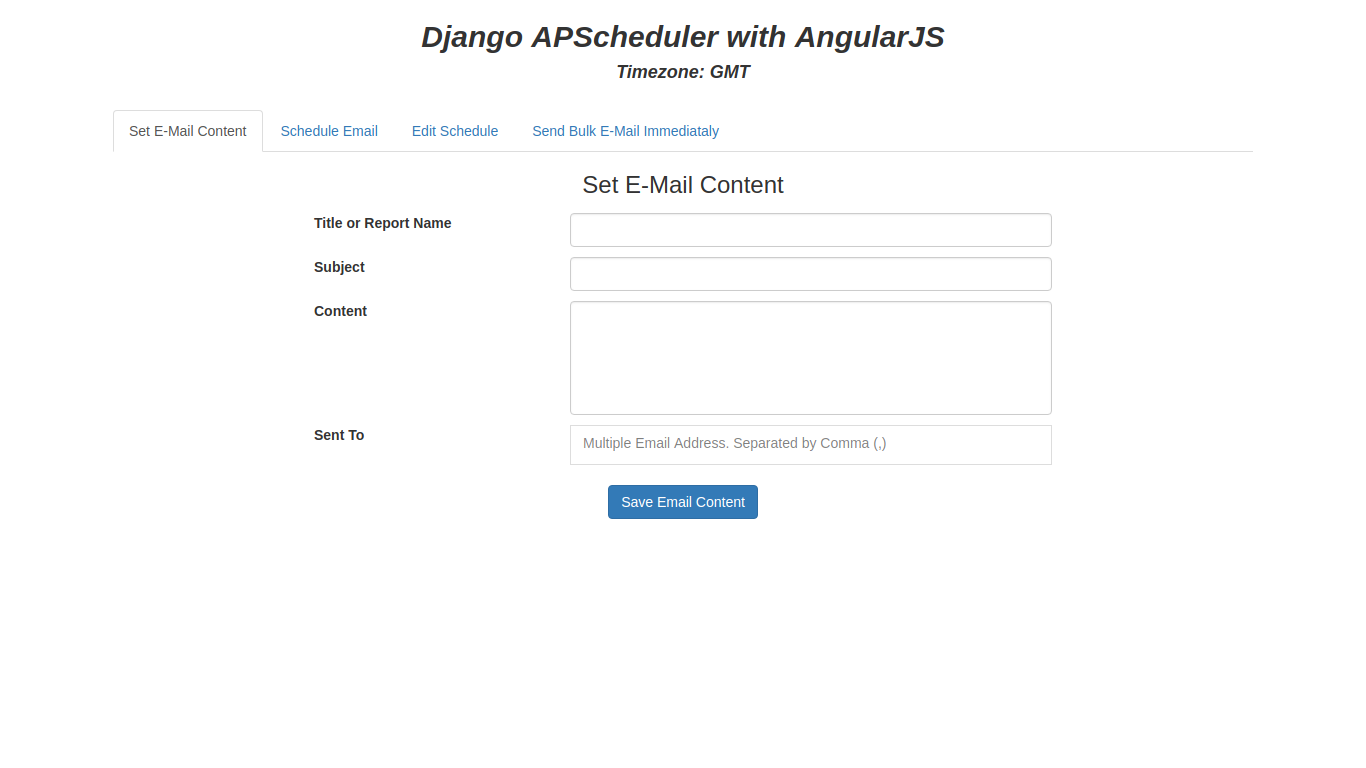 Django APScheduler with AngularJS
Timezone: GMT
Set E-Mail Content Schedule Email Edit Schedule Send Bulk E-Mail Immediataly
Set E-Mail Content
Title or Report Name
Subject
Content
Sent To Multiple Email Address. Separated by Comma (,)
Save Email Content